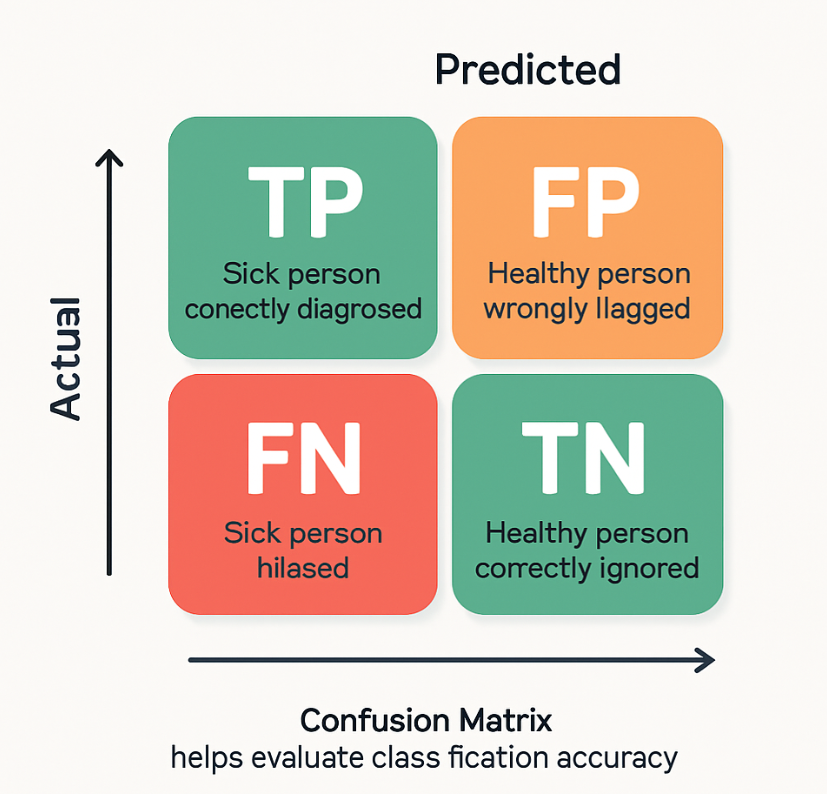 Predicted
Actual
TP
Sick person
conectly diagrosed
FP
Healthy person
wrongly llagged
FN
Sick person
hilased
TN
Healthy person
correctly ignored
Confusion Matrix
helps evaluate class fication accuracy